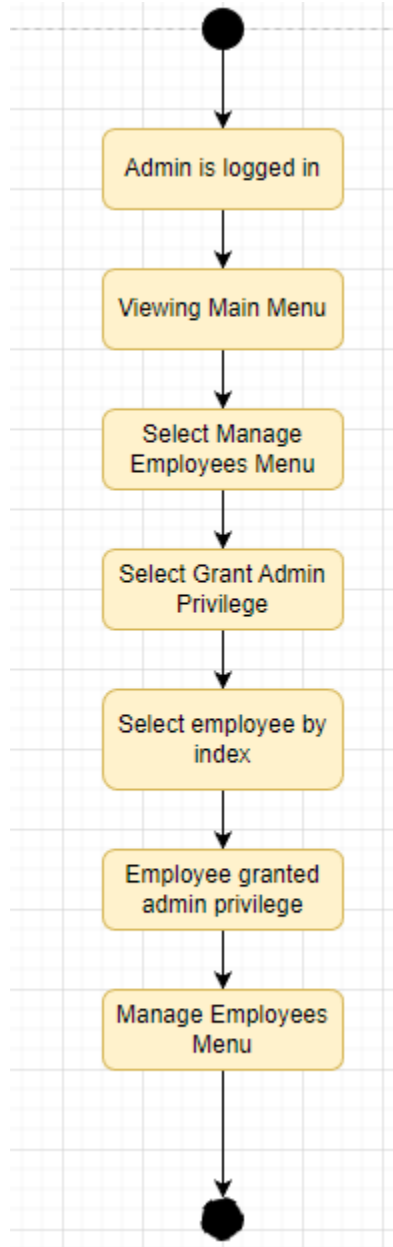 Admin is logged in
Viewing Main Menu
Select Manage
Employees Menu
Select Grant Admin
Privilege
Select employee by
index
Employee granted
admin privilege
Manage Employees
Menu